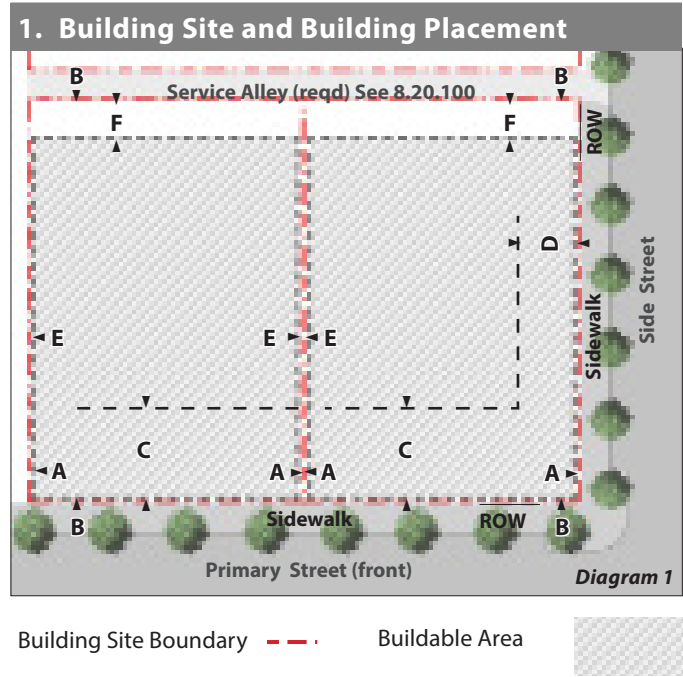 1. Building Site and Building Placement
B B
Service Alley (reqd) See 8.20.100
F F
ROW
D
Side Street
Sidewalk
E E E
C C
A A A A
Sidewalk ROW
B B
Primary Street (front)
Diagram 1
Building Site Boundary Buildable Area